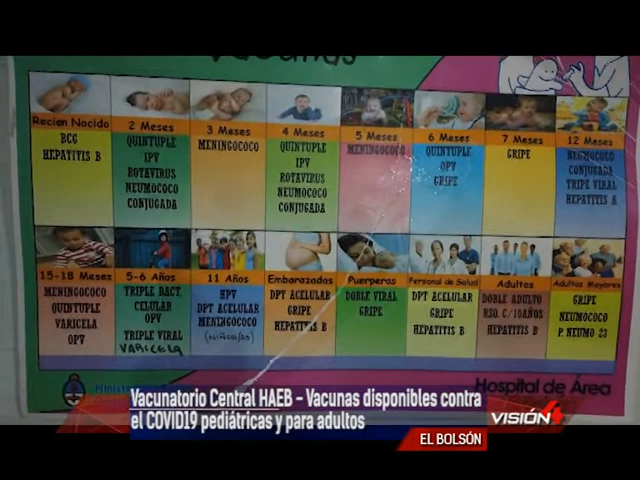 Vacunas
Recien Nacido
BCG
HEPATITIS B
2 Meses
QUINTUPLE
IPV
ROTAVIRUS
NEUMOCOCO
CONJUGADA
3 Meses
MENINGOCOCO
4 Meses
QUINTUPLE
IPV
ROTAVIRUS
NEUMOCOCO
CONJUGADA
5 Meses
MENINGOCOCO
6 Meses
QUINTUPLE
OPV
GRIPE
7 Meses
GRIPE
12 Meses
NEUMOCOCO
CONJUGADA
TRIPE VIRAL
HEPATITIS A
15-18 Meses
MENINGOCOCO
QUINTUPLE
VARICELA
OPV
5-6 Años
TRIPLE BACT.
CELULAR
OPV
TRIPLE VIRAL
VARICELA
11 Años
HPV
DPT ACELULAR
MENINGOCOCO
Embarazadas
DPT ACELULAR
GRIPE
HEPATITIS B
Puerperas
DOBLE VIRAL
GRIPE
Personal de Salud
DPT ACELULAR
GRIPE
HEPATITIS B
Adultos
DOBLE ADULTO
REO. C/10AÑOS
HEPATITIS B
Adultos Mayores
GRIPE
NEUMOCOCO
P. NEUMO 23
Hospital de Área
Vacunatorio Central HAEB – Vacunas disponibles contra
el COVID19 pediátricas y para adultos
VISIÓN 4
EL BOLSÓN